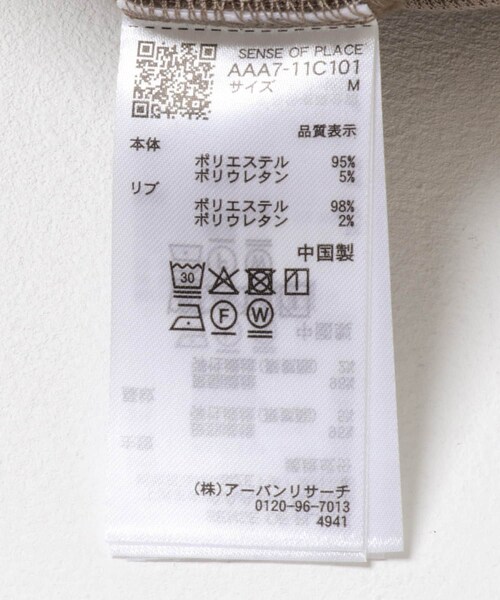 SENSE OF PLACE
AAA7-11C101
サイズ M
品質表示
本体
ポリエステル 95%
ポリウレタン 5%
リブ
ポリエステル 98%
ポリウレタン 2%
中国製
30
F W
(株)アーバンリサーチ
0120-96-7013
4941